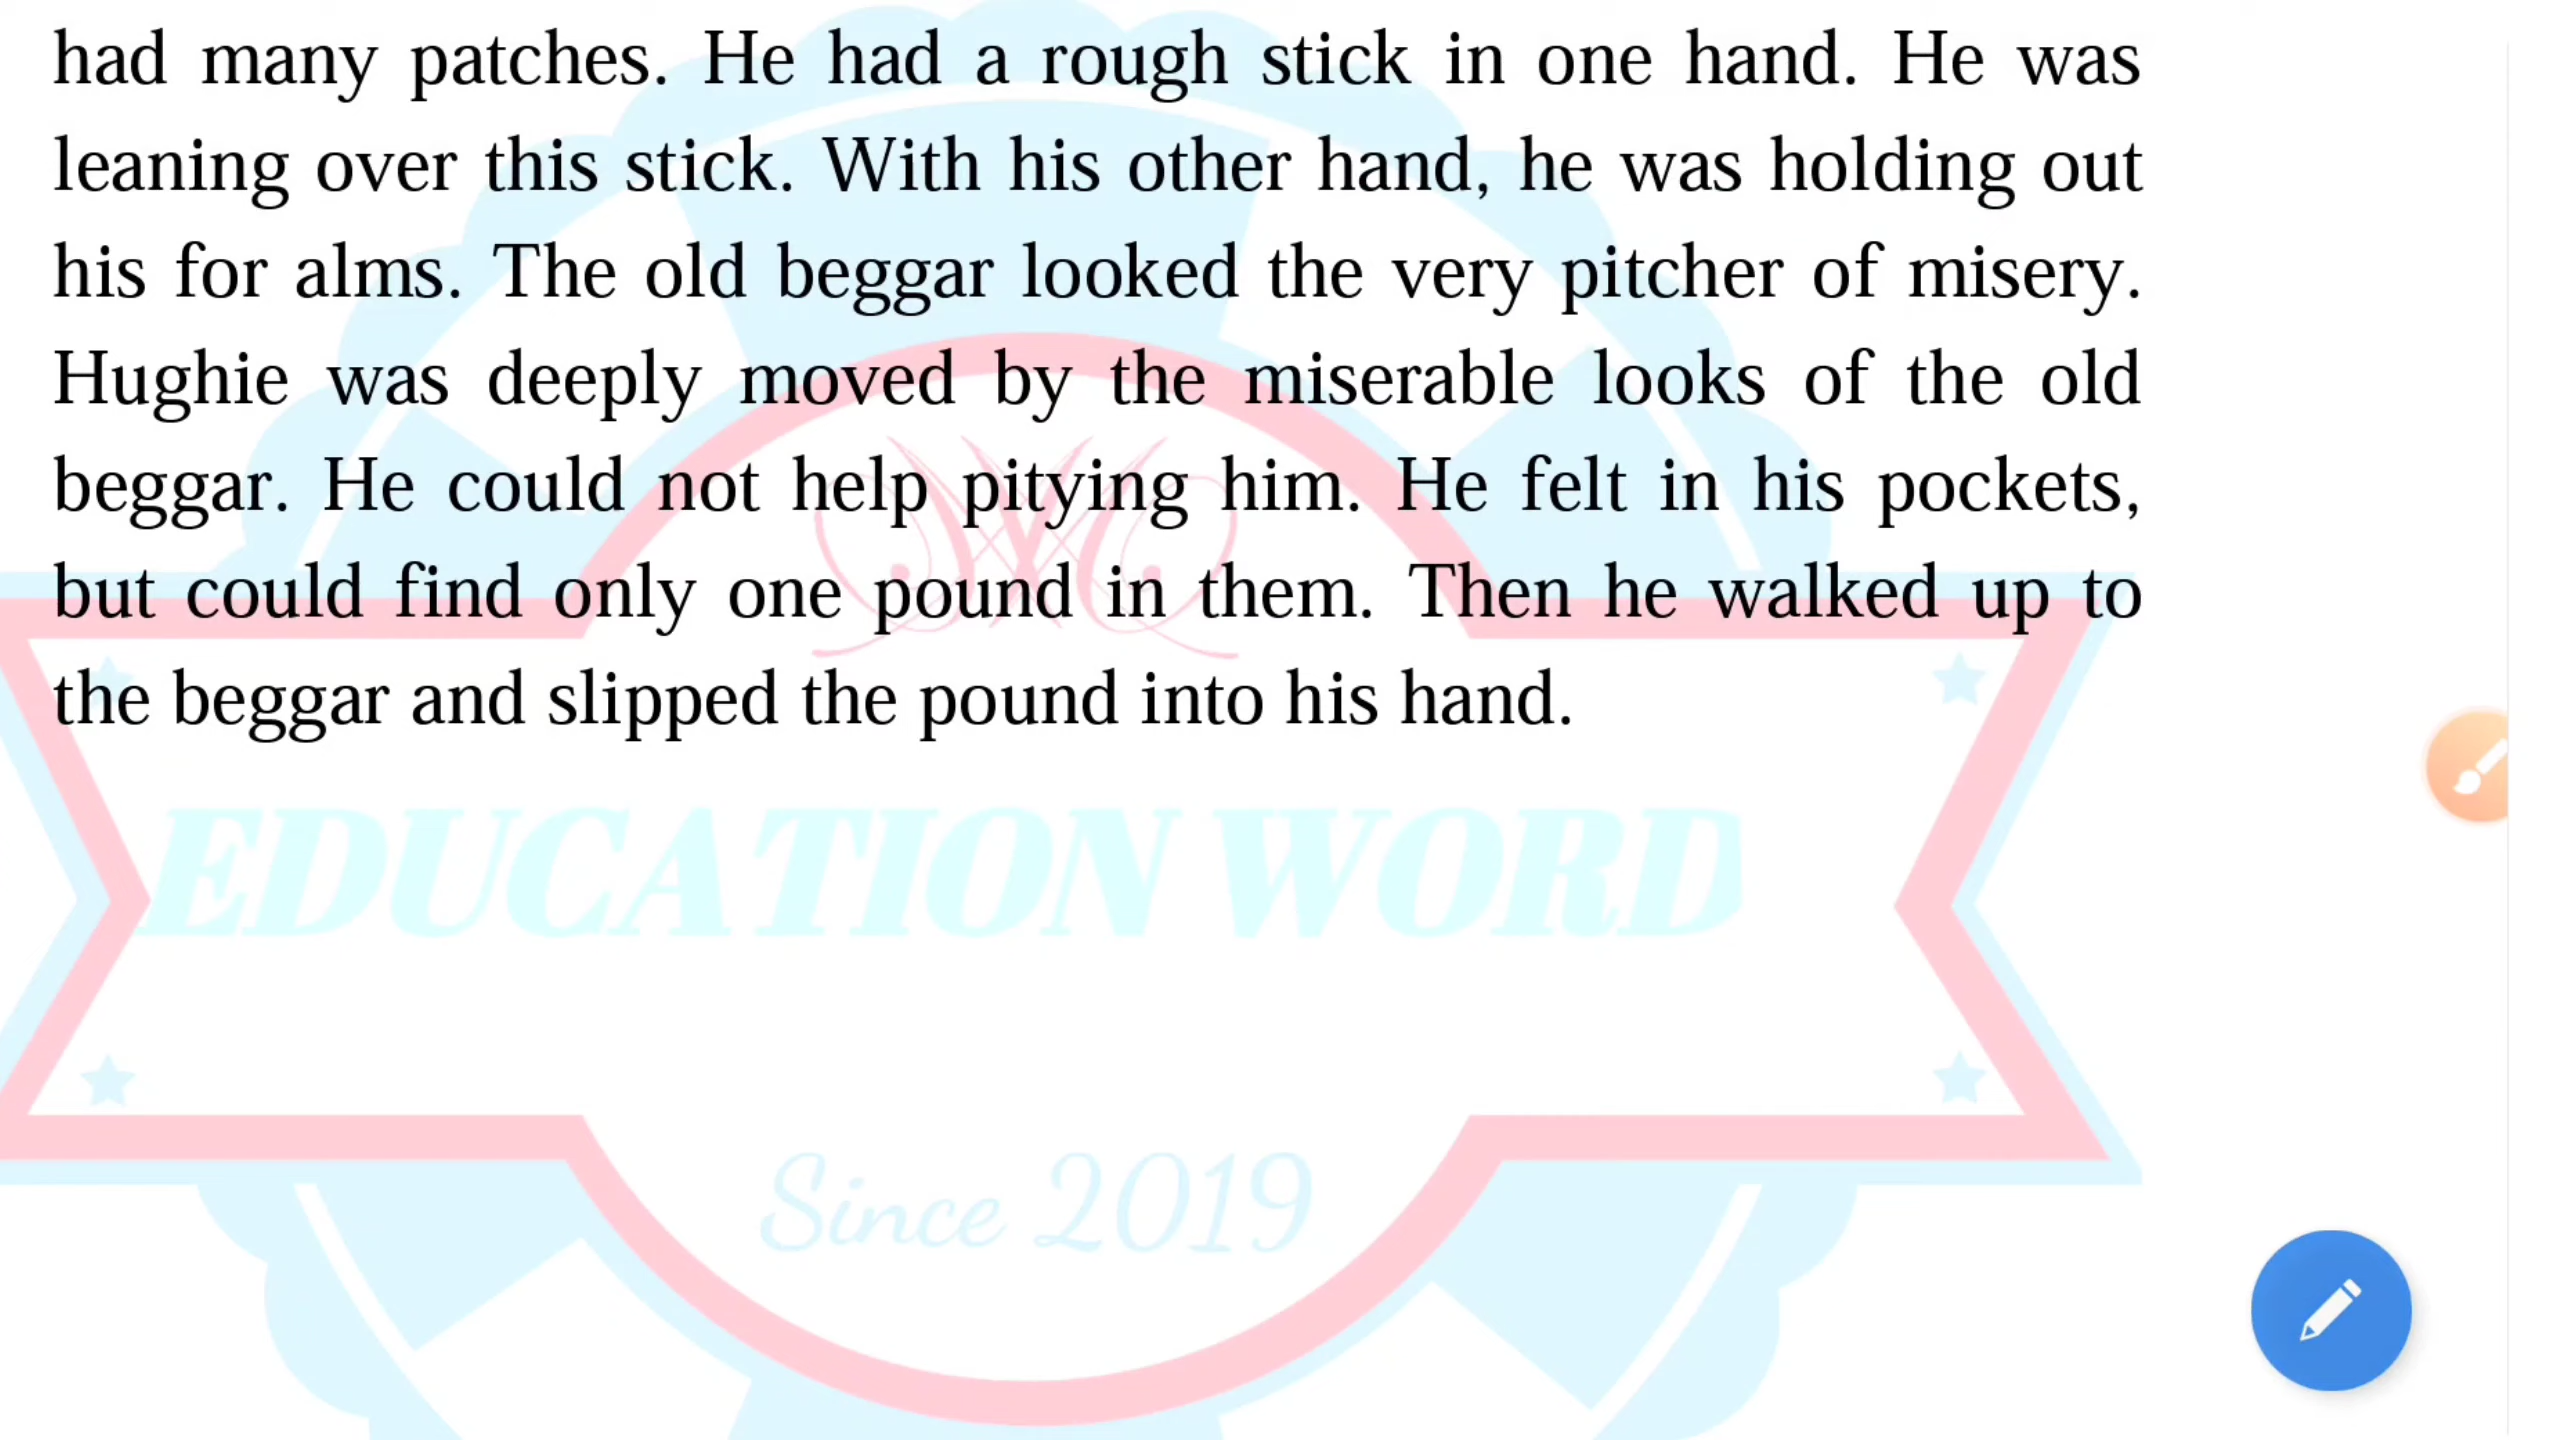 had many patches. He had a rough stick in one hand. He was
leaning over this stick. With his other hand, he was holding out
his for alms. The old beggar looked the very pitcher of misery.
Hughie was deeply moved by the miserable looks of the old
beggar. He could not help pitying him. He felt in his pockets,
but could find only one pound in them. Then he walked up to
the beggar and slipped the pound into his hand.
EDUCATION WORD
Since 2019